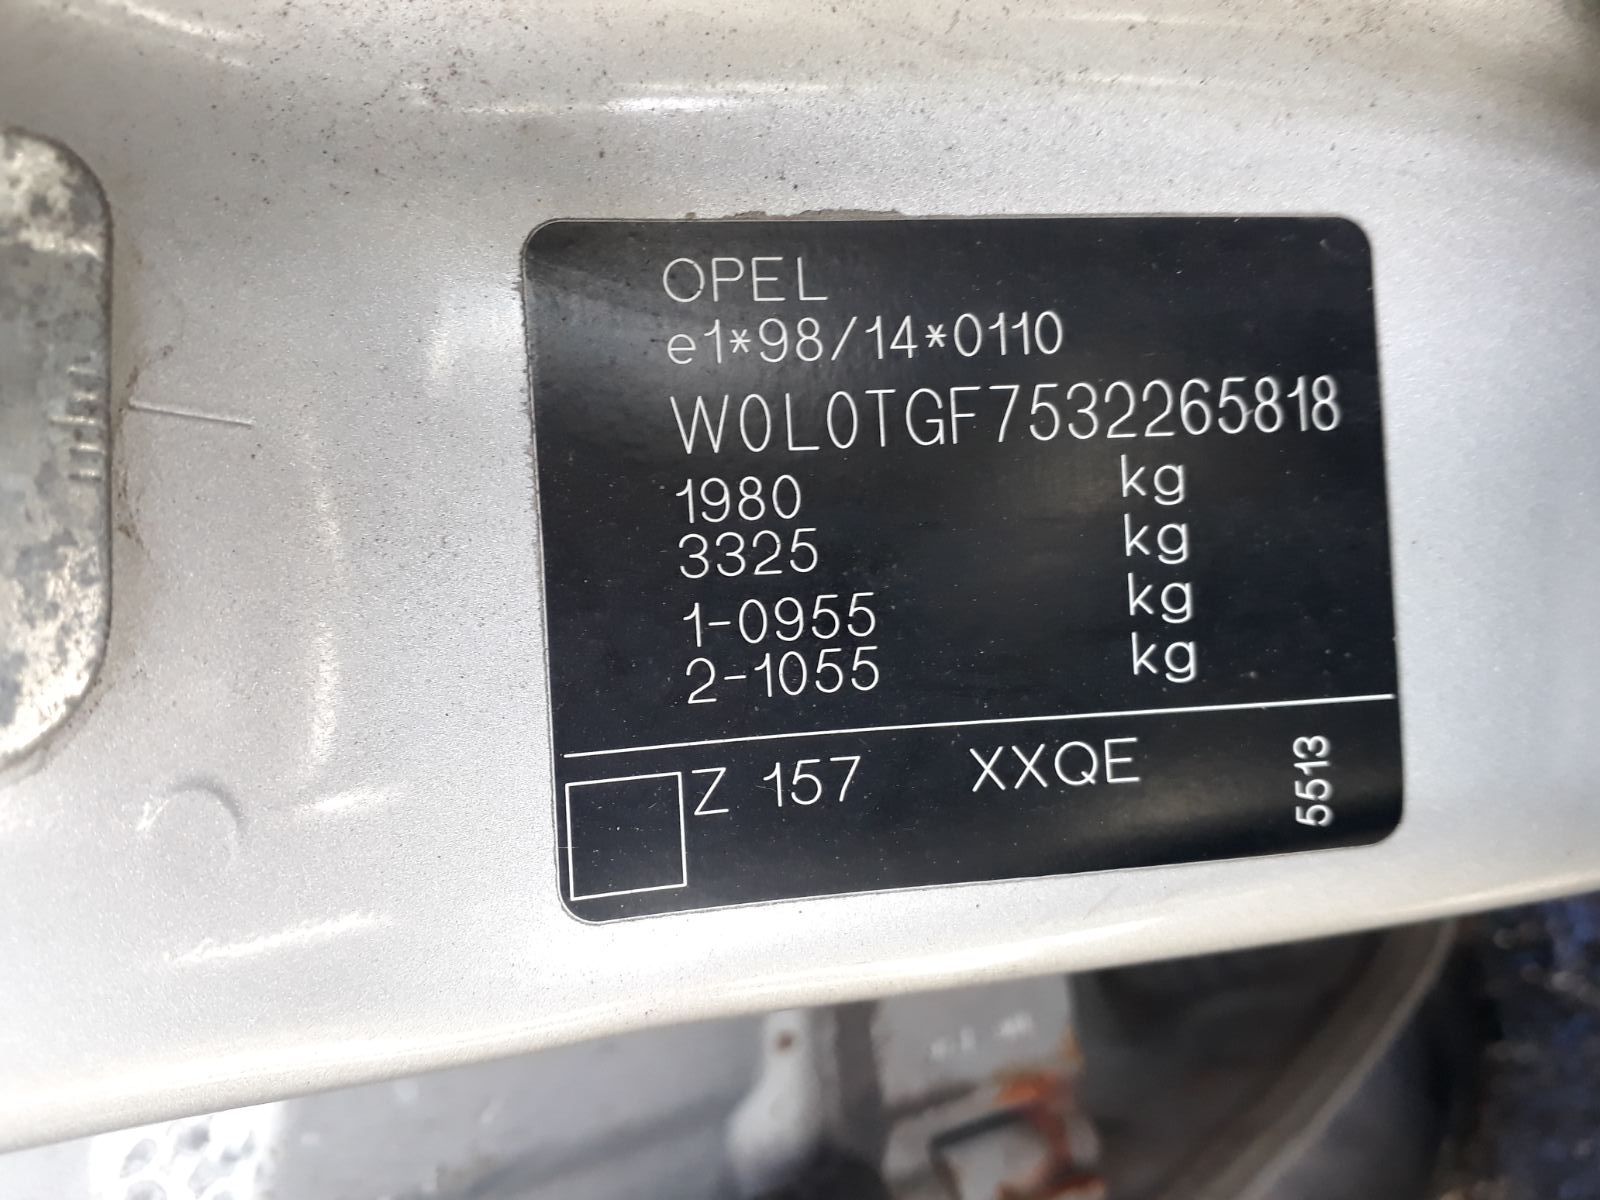 OPEL
e1*98/14*0110
W0L0TGF7532265818
1980 kg
3325 kg
1-0955 kg
2-1055 kg
Z 157 XXQE
5513